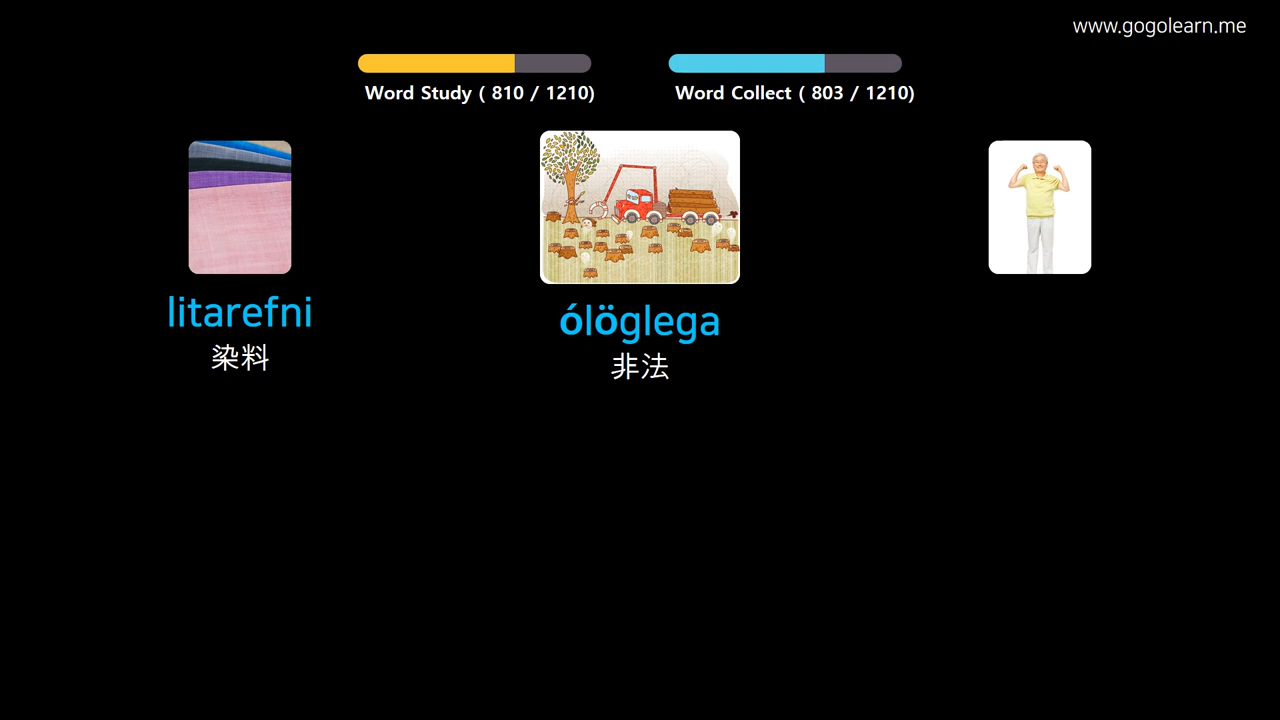 www.gogolearn.me
Word Study ( 810 / 1210)
Word Collect ( 803 / 1210)
litarefni
染料
ólöglega
非法